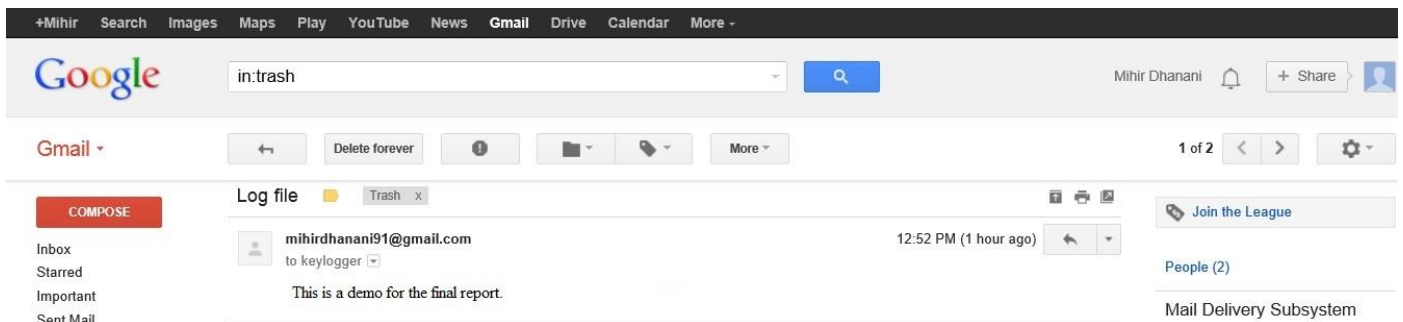 +Mihir Search Images Maps Play YouTube News Gmail Drive Calendar More
Google
in:trash
Mihir Dhanani
+ Share
Gmail
Delete forever
More
1 of 2
COMPOSE
Inbox
Starred
Important
Sent Mail
Log file
Trash x
mihirdhanani91@gmail.com
12:52 PM (1 hour ago)
to keylogger
This is a demo for the final report.
Join the League
People (2)
Mail Delivery Subsystem